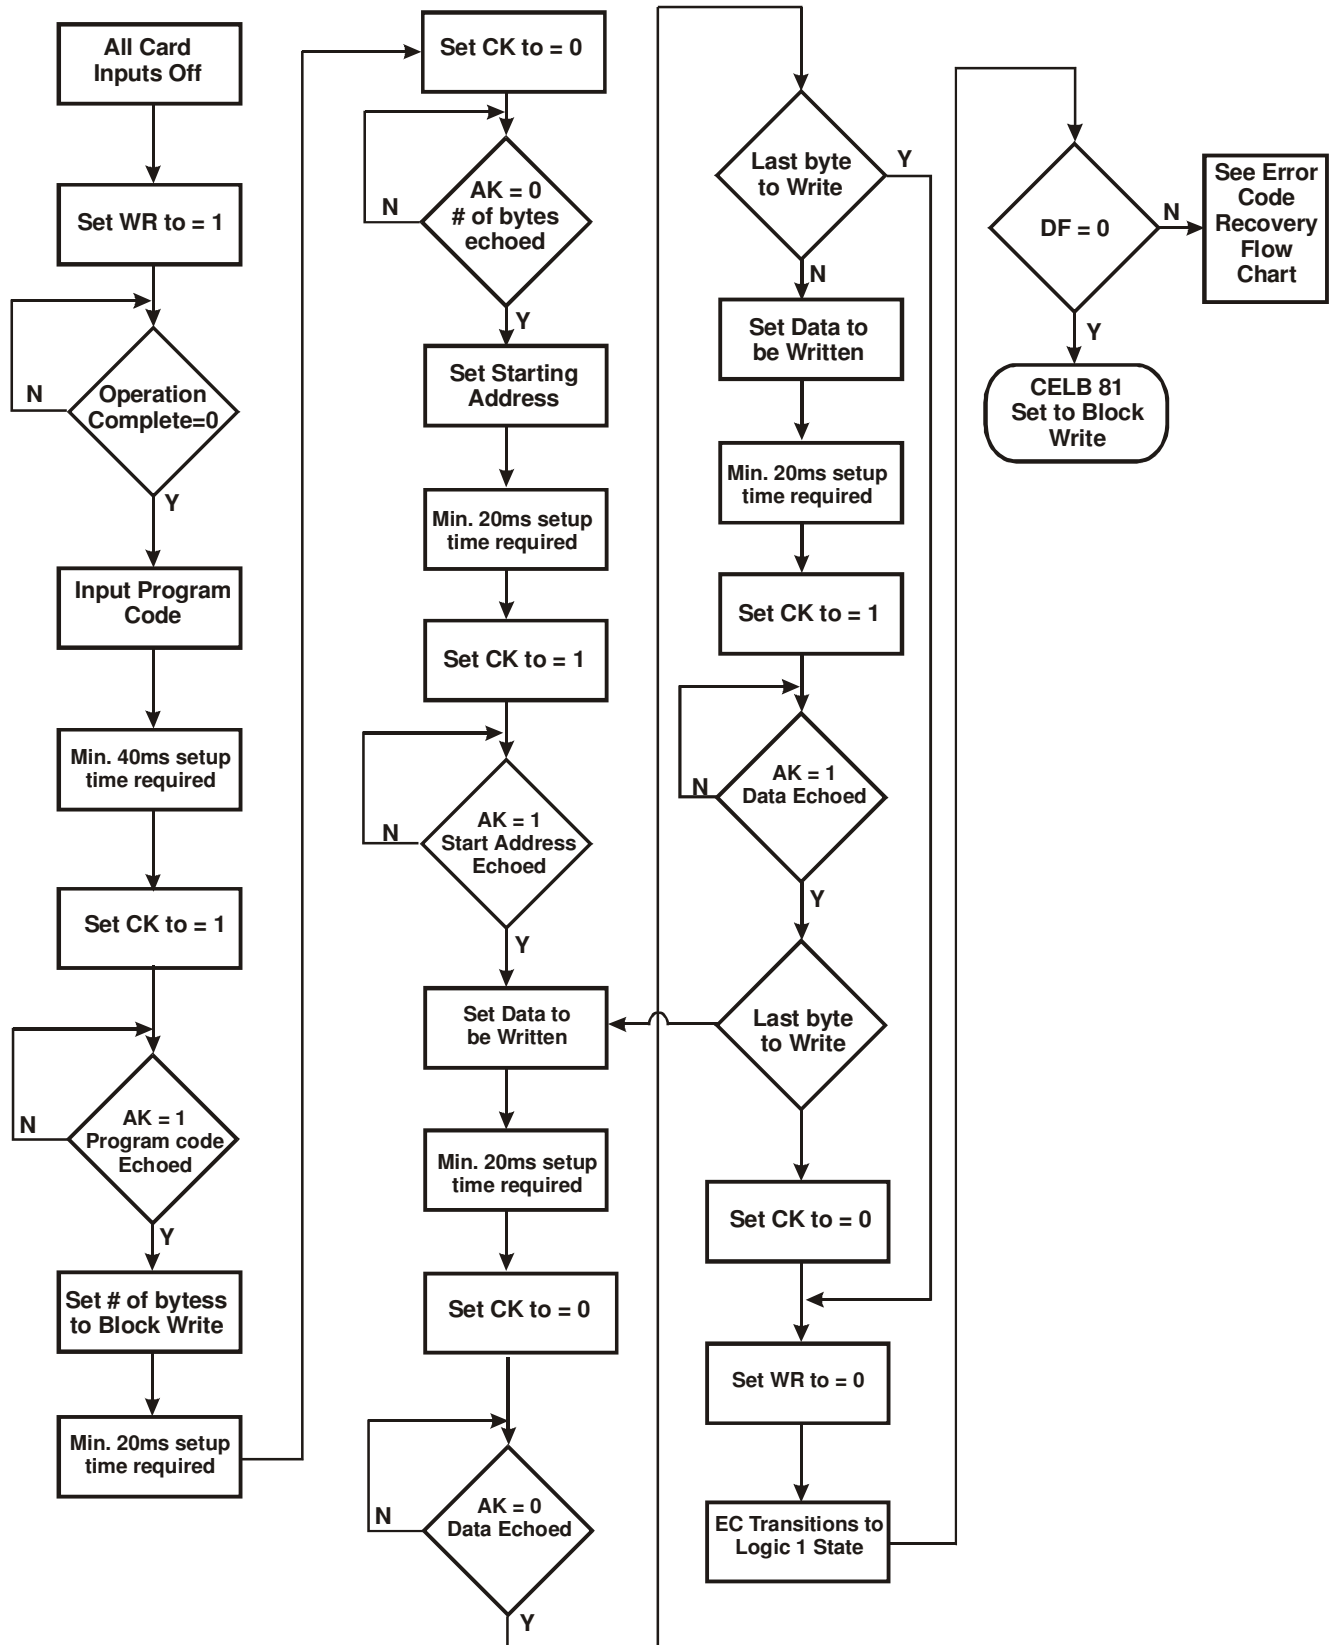 All Card
Inputs Off
Set WR to = 1
N
Operation
Complete=0
Y
Input Program
Code
Min. 40ms setup
time required
Set CK to = 1
N
AK = 1
Program code
Echoed
Y
Set # of bytess
to Block Write
Min. 20ms setup
time required
Set CK to = 0
N
AK = 0
# of bytes
echoed
Y
Set Starting
Address
Min. 20ms setup
time required
Set CK to = 1
N
AK = 1
Start Address
Echoed
Y
Set Data to
be Written
Min. 20ms setup
time required
Set CK to = 0
N
AK = 0
Data Echoed
Y
Last byte
to Write
Y
N
Set Data to
be Written
Min. 20ms setup
time required
Set CK to = 1
N
AK = 1
Data Echoed
Y
Last byte
to Write
Set CK to = 0
Set WR to = 0
EC Transitions to
Logic 1 State
DF = 0
N
See Error
Code
Recovery
Flow
Chart
Y
CELB 81
Set to Block
Write